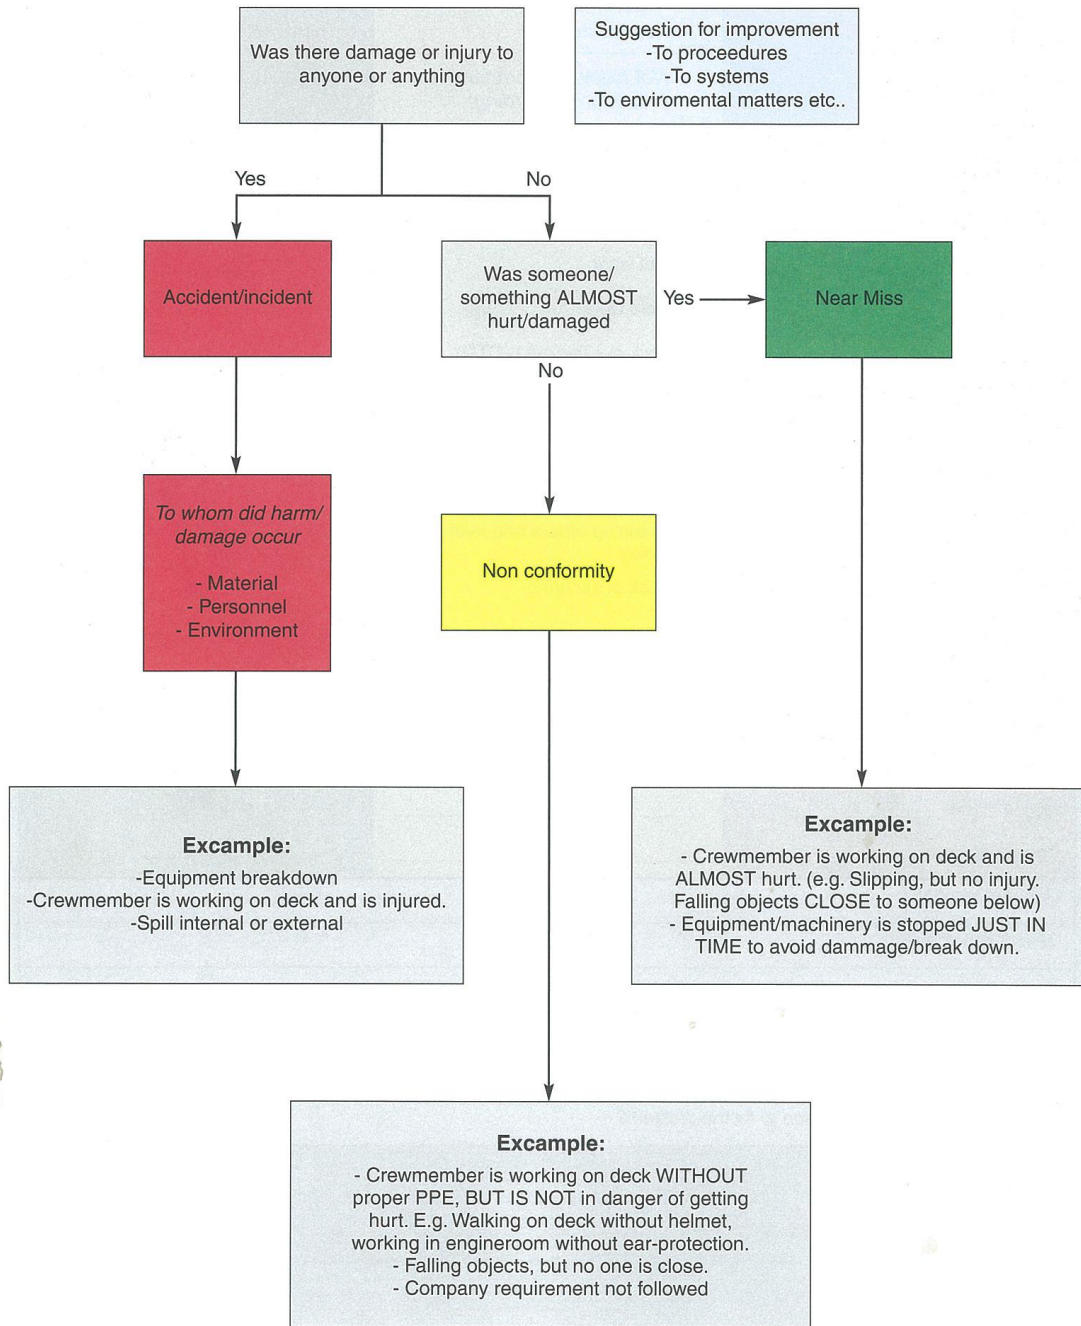 Was there damage or injury to
anyone or anything
Suggestion for improvement
-To proceedures
-To systems
-To enviromental matters etc..
Yes
No
Accident/incident
Was someone/
something ALMOST
hurt/damaged
Yes
Near Miss
No
To whom did harm/
damage occur
- Material
- Personnel
- Environment
Non conformity
Excample:
-Equipment breakdown
-Crewmember is working on deck and is injured.
-Spill internal or external
Excample:
- Crewmember is working on deck and is
ALMOST hurt. (e.g. Slipping, but no injury.
Falling objects CLOSE to someone below)
- Equipment/machinery is stopped JUST IN
TIME to avoid dammage/break down.
Excample:
- Crewmember is working on deck WITHOUT
proper PPE, BUT IS NOT in danger of getting
hurt. E.g. Walking on deck without helmet,
working in engineroom without ear-protection.
- Falling objects, but no one is close.
- Company requirement not followed